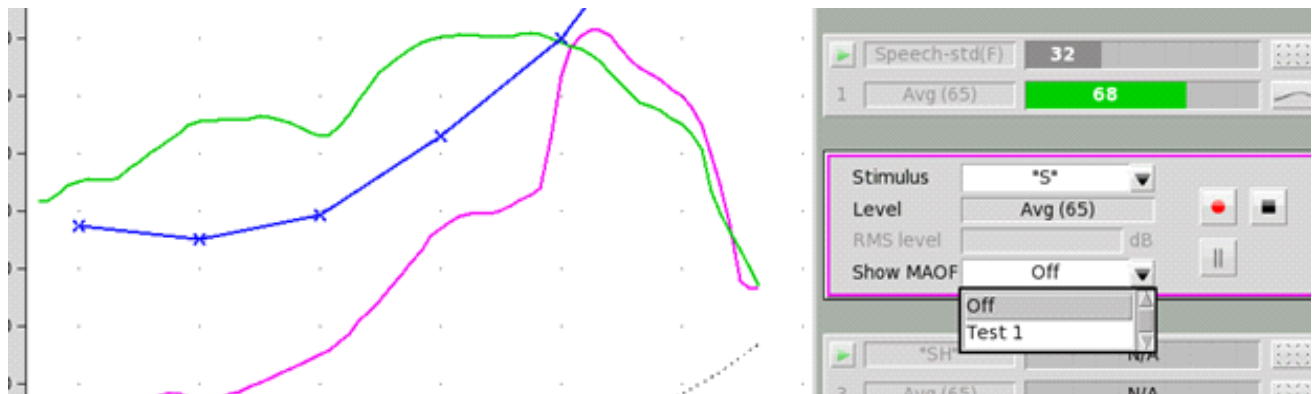 Speech-std(F) 32
1 Avg (65) 68
Stimulus "S"
Level Avg (65)
RMS level dB
Show MAOF Off
Off
Test 1
"SH" N/A
Avg (65) N/A